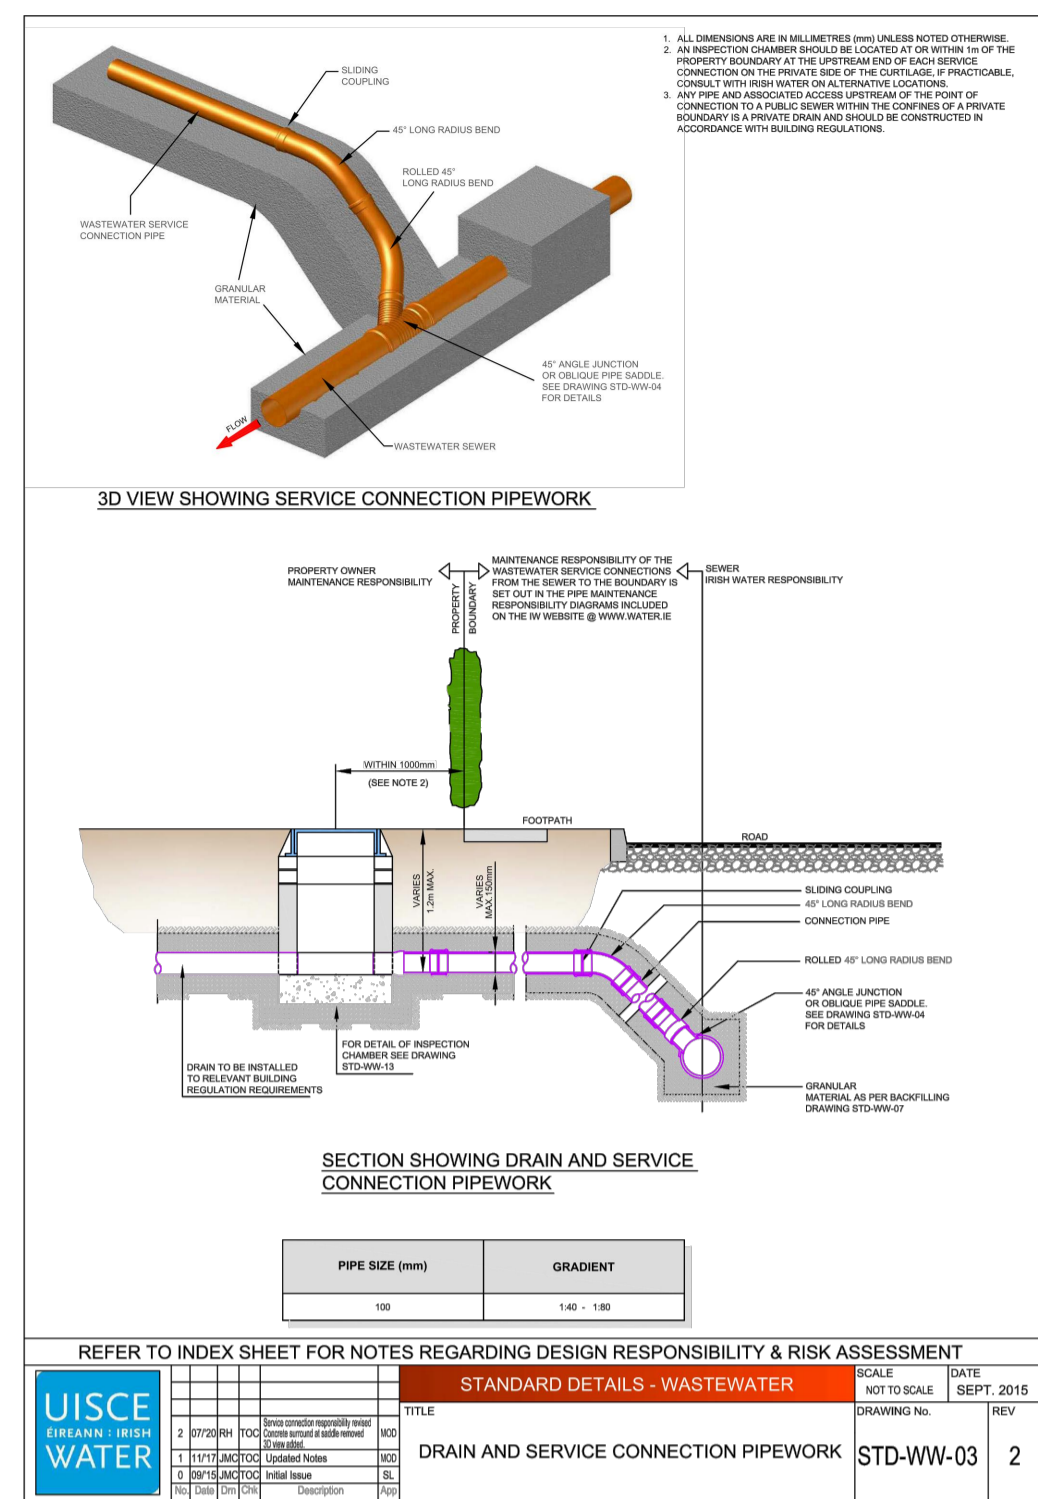 1. ALL DIMENSIONS ARE IN MILLIMETRES (mm) UNLESS NOTED OTHERWISE.
2. AN INSPECTION CHAMBER SHOULD BE LOCATED AT OR WITHIN 1m OF THE
PROPERTY BOUNDARY AT THE UPSTREAM END OF EACH SERVICE
CONNECTION ON THE PRIVATE SIDE OF THE CURTILAGE, IF PRACTICABLE,
CONSULT WITH IRISH WATER ON ALTERNATIVE LOCATIONS.
3. ANY PIPE AND ASSOCIATED ACCESS UPSTREAM OF THE POINT OF
CONNECTION TO A PUBLIC SEWER WITHIN THE CONFINES OF A PRIVATE
BOUNDARY IS A PRIVATE DRAIN AND SHOULD BE CONSTRUCTED IN
ACCORDANCE WITH BUILDING REGULATIONS.
SLIDING
COUPLING
45° LONG RADIUS BEND
ROLLED 45°
LONG RADIUS BEND
WASTEWATER SERVICE
CONNECTION PIPE
GRANULAR
MATERIAL
45° ANGLE JUNCTION
OR OBLIQUE PIPE SADDLE.
SEE DRAWING STD-WW-04
FOR DETAILS
FLOW
WASTEWATER SEWER
3D VIEW SHOWING SERVICE CONNECTION PIPEWORK
PROPERTY OWNER
MAINTENANCE RESPONSIBILITY
PROPERTY
BOUNDARY
MAINTENANCE RESPONSIBILITY OF THE
WASTEWATER SERVICE CONNECTIONS
FROM THE SEWER TO THE BOUNDARY IS
SET OUT IN THE PIPE MAINTENANCE
RESPONSIBILITY DIAGRAMS INCLUDED
ON THE IW WEBSITE @ WWW.WATER.IE
SEWER
IRISH WATER RESPONSIBILITY
WITHIN 1000mm
(SEE NOTE 2)
FOOTPATH
ROAD
VARIES
1.2m MAX.
VARIES
MAX.150mm
SLIDING COUPLING
45° LONG RADIUS BEND
CONNECTION PIPE
ROLLED 45° LONG RADIUS BEND
45° ANGLE JUNCTION
OR OBLIQUE PIPE SADDLE.
SEE DRAWING STD-WW-04
FOR DETAILS
FOR DETAIL OF INSPECTION
CHAMBER SEE DRAWING
STD-WW-13
DRAIN TO BE INSTALLED
TO RELEVANT BUILDING
REGULATION REQUIREMENTS
GRANULAR
MATERIAL AS PER BACKFILLING
DRAWING STD-WW-07
SECTION SHOWING DRAIN AND SERVICE
CONNECTION PIPEWORK
PIPE SIZE (mm) GRADIENT
100 1:40 - 1:80
REFER TO INDEX SHEET FOR NOTES REGARDING DESIGN RESPONSIBILITY & RISK ASSESSMENT
UISCE
ÉIREANN : IRISH
WATER
2 07/'20 RH TOC Service connection responsibility revised
Concrete surround at saddle removed
3D view added. MOD
1 11/'17 JMC TOC Updated Notes MOD
0 09/'15 JMC TOC Initial Issue SL
No. Date Drn Chk Description App
STANDARD DETAILS - WASTEWATER
TITLE
DRAIN AND SERVICE CONNECTION PIPEWORK
SCALE
NOT TO SCALE
DATE
SEPT. 2015
DRAWING No.
STD-WW-03
REV
2